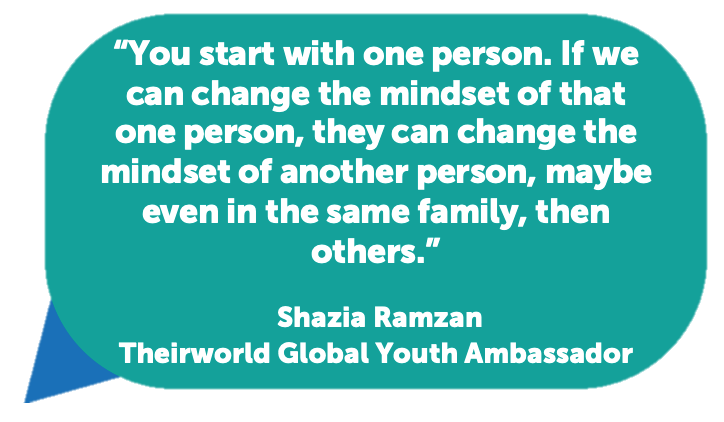 “You start with one person. If we
can change the mindset of that
one person, they can change the
mindset of another person, maybe
even in the same family, then
others.”
Shazia Ramzan
Theirworld Global Youth Ambassador